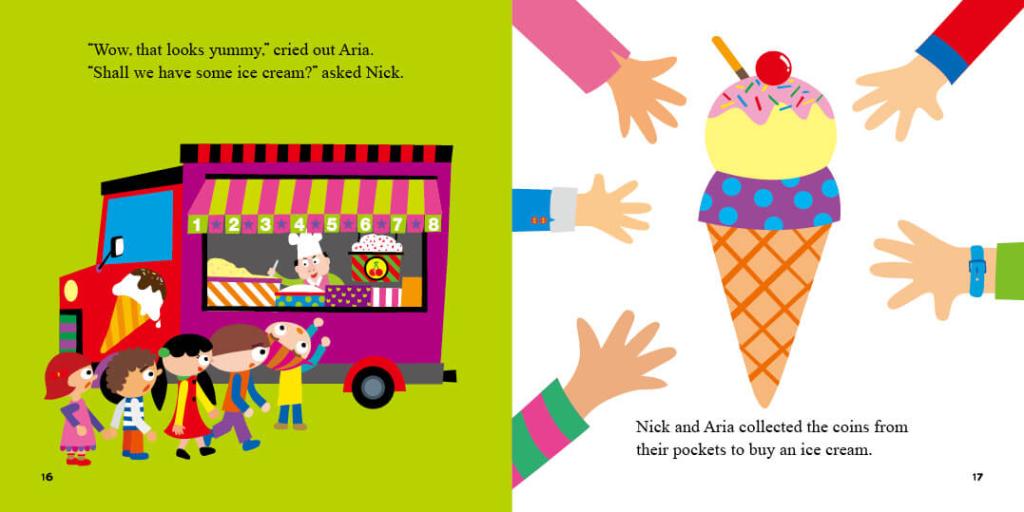 “Wow, that looks yummy,” cried out Aria.
“Shall we have some ice cream?” asked Nick.
1 ★ 2 ★ 3 ★ 4 ★ 5 ★ 6 ★ 7 ★ 8
16
Nick and Aria collected the coins from
their pockets to buy an ice cream.
17